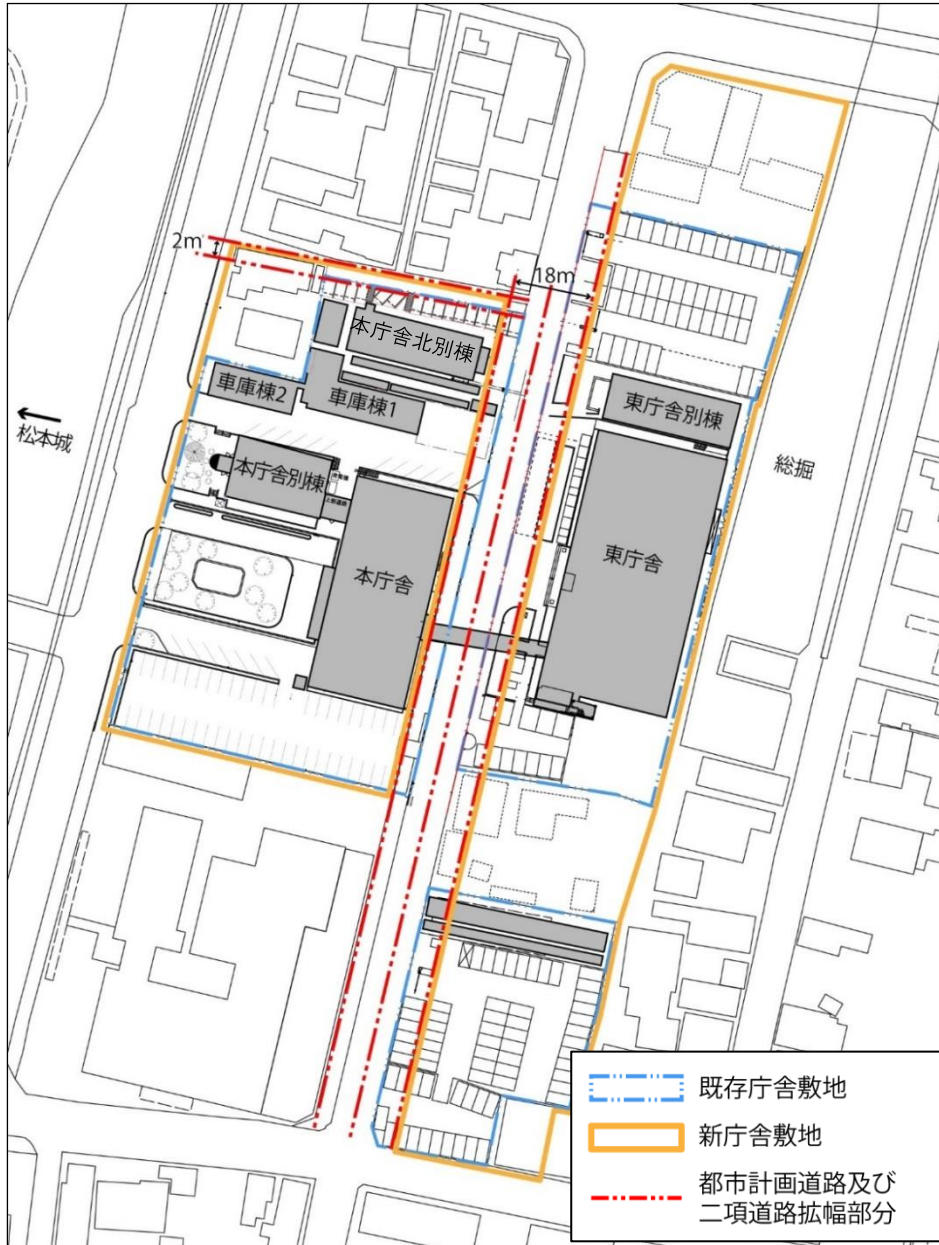 2m
18m
本庁舎北別棟
車庫棟2
車庫棟1
東庁舎別棟
松本城
総掘
本庁舎別棟
東庁舎
本庁舎
既存庁舎敷地
新庁舎敷地
都市計画道路及び
二項道路拡幅部分